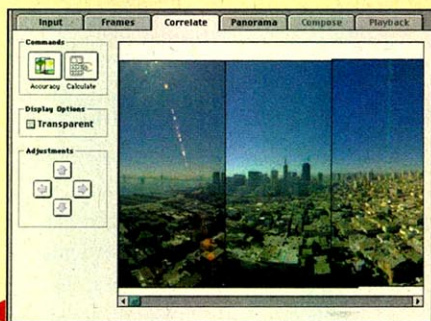 Input Frames Correlate Panorama Compose Playback
Commands
Accuracy Calculate
Display Options
Transparent
Adjustments